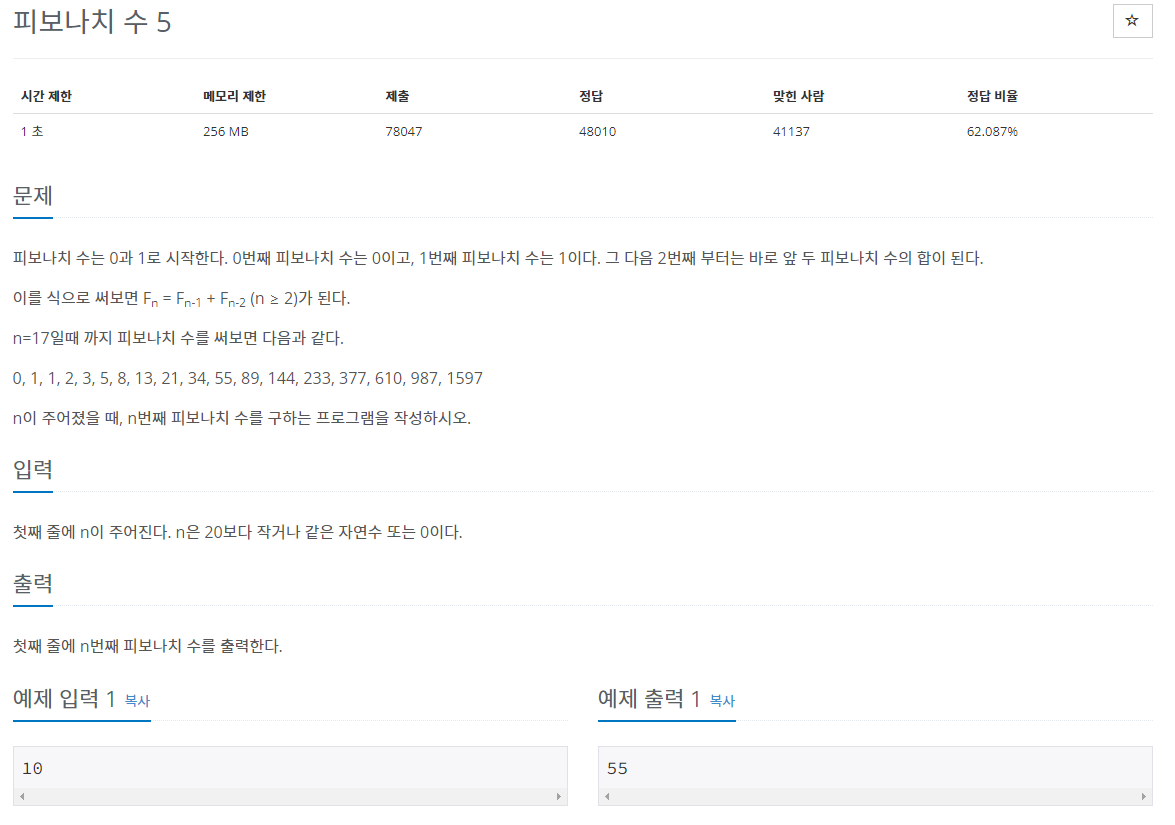 피보나치 수 5
☆
시간 제한 메모리 제한 제출 정답 맞힌 사람 정답 비율
1 초 256 MB 78047 48010 41137 62.087%
문제
피보나치 수는 0과 1로 시작한다. 0번째 피보나치 수는 0이고, 1번째 피보나치 수는 1이다. 그 다음 2번째 부터는 바로 앞 두 피보나치 수의 합이 된다.
이를 식으로 써보면 Fn = Fn-1 + Fn-2 (n ≥ 2)가 된다.
n=17일때 까지 피보나치 수를 써보면 다음과 같다.
0, 1, 1, 2, 3, 5, 8, 13, 21, 34, 55, 89, 144, 233, 377, 610, 987, 1597
n이 주어졌을 때, n번째 피보나치 수를 구하는 프로그램을 작성하시오.
입력
첫째 줄에 n이 주어진다. n은 20보다 작거나 같은 자연수 또는 0이다.
출력
첫째 줄에 n번째 피보나치 수를 출력한다.
예제 입력 1 복사
10
예제 출력 1 복사
55